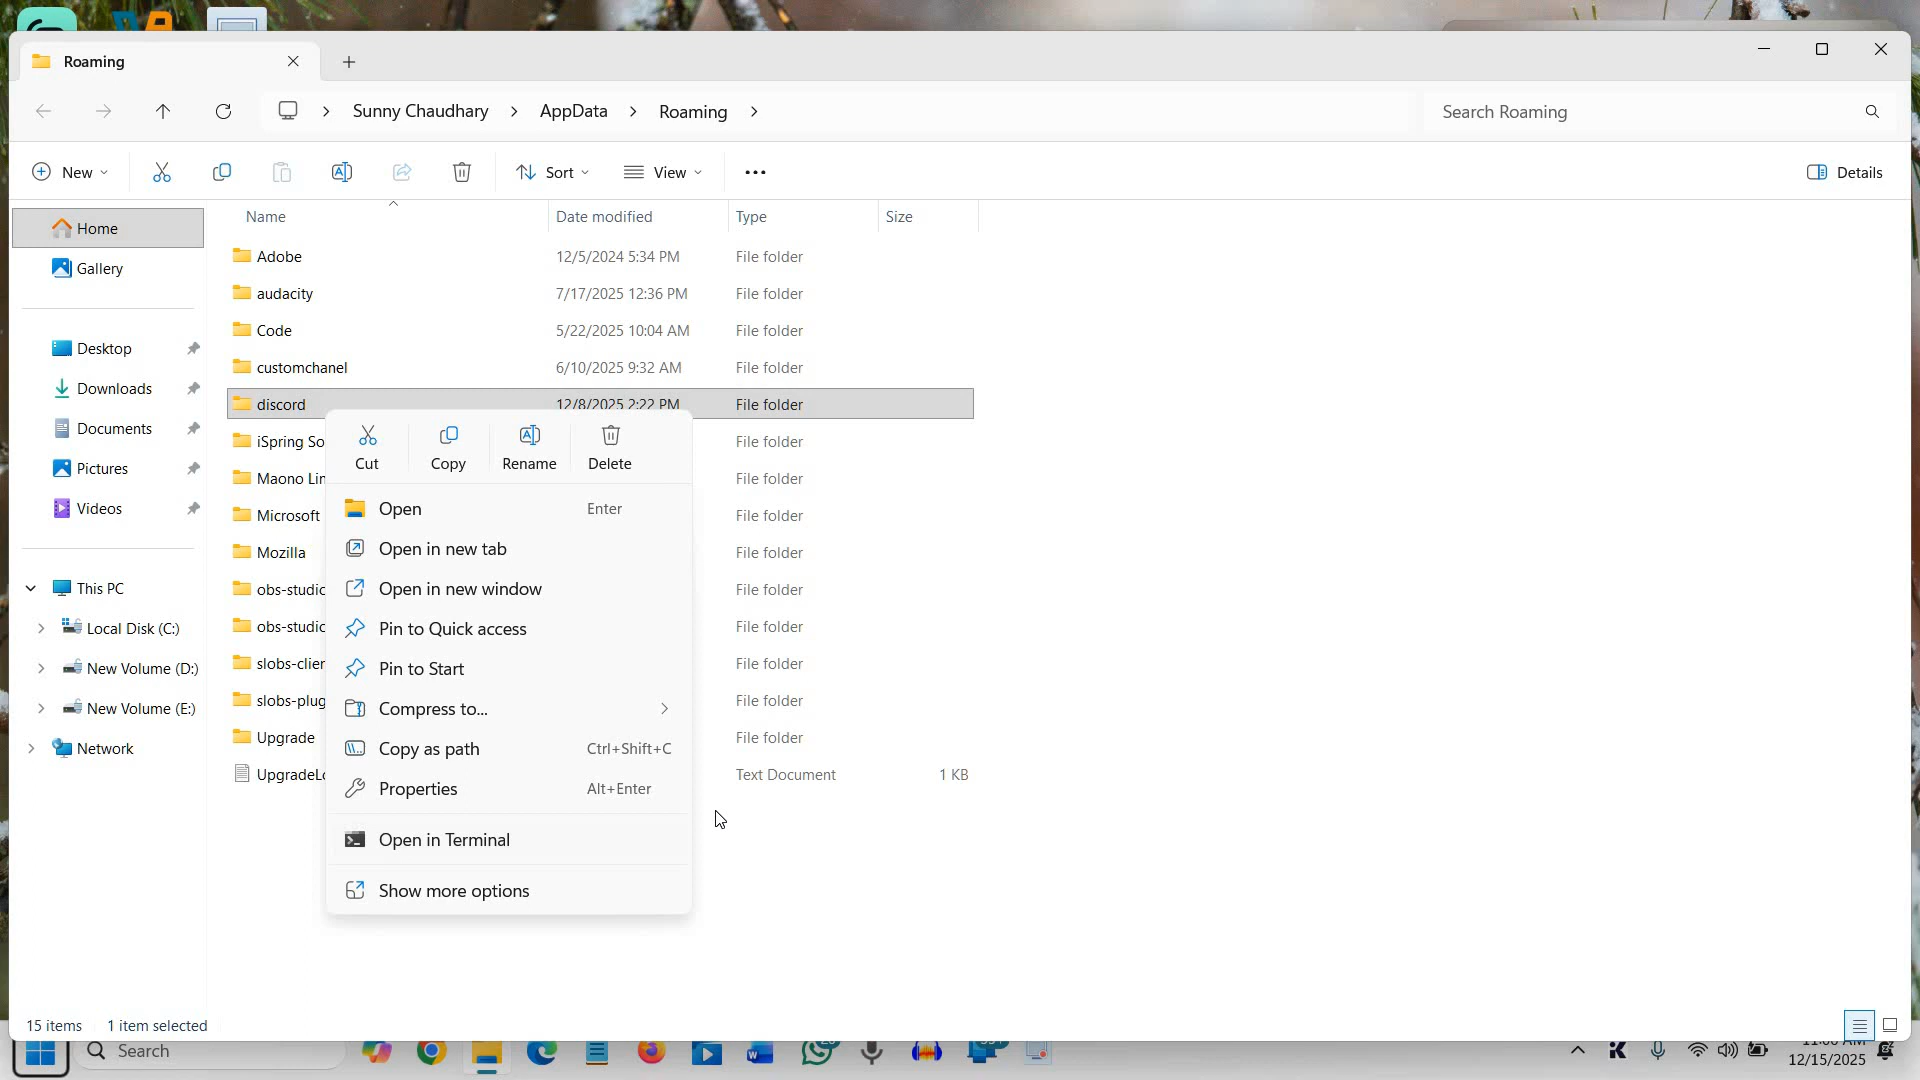 Roaming
Sunny Chaudhary AppData Roaming
Search Roaming
New Sort View Details
Name Date modified Type Size
Home
Gallery
Desktop
Downloads
Documents
Pictures
Videos
This PC
Local Disk (C:)
New Volume (D:)
New Volume (E:)
Network
Adobe 12/5/2024 5:34 PM File folder
audacity 7/17/2025 12:36 PM File folder
Code 5/22/2025 10:04 AM File folder
customchanel 6/10/2025 9:32 AM File folder
discord 12/8/2025 2:22 PM File folder
iSpring So File folder
Maono Lin File folder
Microsoft File folder
Mozilla File folder
obs-studio File folder
obs-studio File folder
slobs-clien File folder
slobs-plug File folder
Upgrade File folder
UpgradeLo Text Document 1 KB
Cut Copy Rename Delete
Open Enter
Open in new tab
Open in new window
Pin to Quick access
Pin to Start
Compress to...
Copy as path Ctrl+Shift+C
Properties Alt+Enter
Open in Terminal
Show more options
15 items 1 item selected
Search
12/15/2025